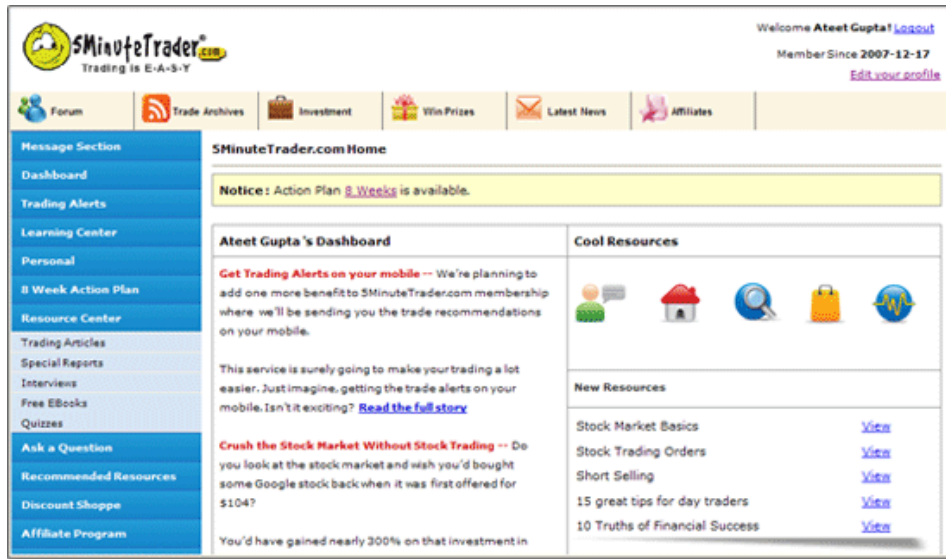 5MinuteTrader.com
Trading is E-A-S-Y
Welcome Ateet Gupta! Logout
Member Since 2007-12-17
Edit your profile
Forum
Trade Archives
Investment
Win Prizes
Latest News
Affiliates
Message Section
Dashboard
Trading Alerts
Learning Center
Personal
8 Week Action Plan
Resource Center
Trading Articles
Special Reports
Interviews
Free EBooks
Quizzes
Ask a Question
Recommended Resources
Discount Shoppe
Affiliate Program
5MinuteTrader.com Home
Notice: Action Plan 8 Weeks is available.
Ateet Gupta 's Dashboard
Get Trading Alerts on your mobile -- We're planning to
add one more benefit to 5MinuteTrader.com membership
where we'll be sending you the trade recommendations
on your mobile.
This service is surely going to make your trading a lot
easier. Just imagine, getting the trade alerts on your
mobile. Isn't it exciting? Read the full story
Crush the Stock Market Without Stock Trading -- Do
you look at the stock market and wish you'd bought
some Google stock back when it was first offered for
$104?
You'd have gained nearly 300% on that investment in
Cool Resources
New Resources
Stock Market Basics View
Stock Trading Orders View
Short Selling View
15 great tips for day traders View
10 Truths of Financial Success View